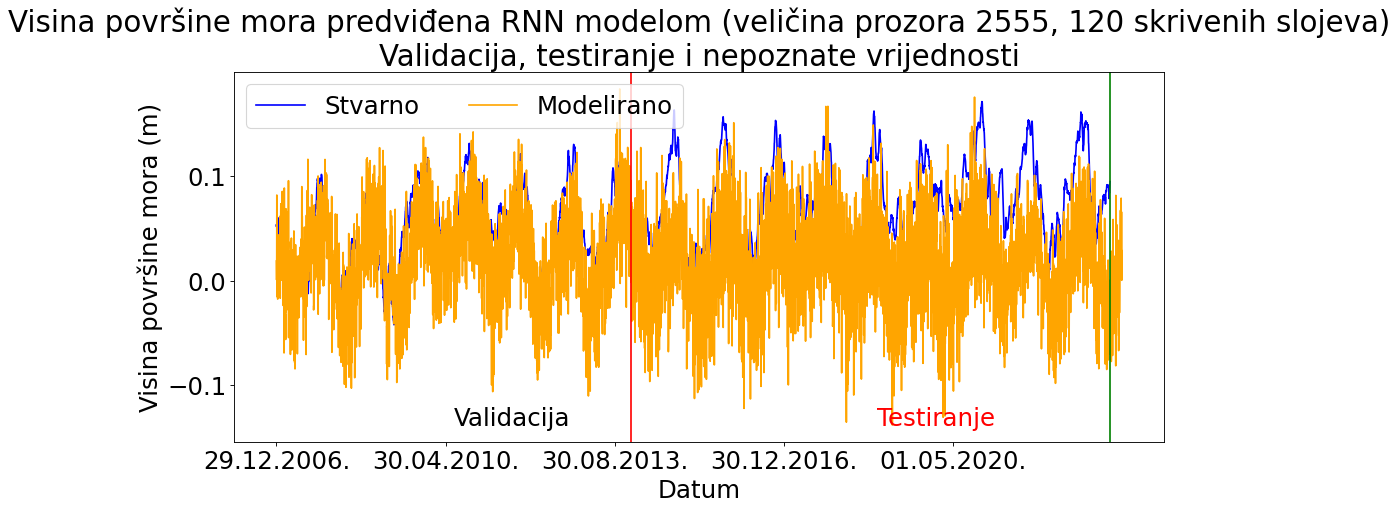 Visina površine mora predviđena RNN modelom (veličina prozora 2555, 120 skrivenih slojeva)
Validacija, testiranje i nepoznate vrijednosti
Stvarno Modelirano
Visina površine mora (m)
0.1
0.0
−0.1
Validacija Testiranje
29.12.2006. 30.04.2010. 30.08.2013. 30.12.2016. 01.05.2020.
Datum